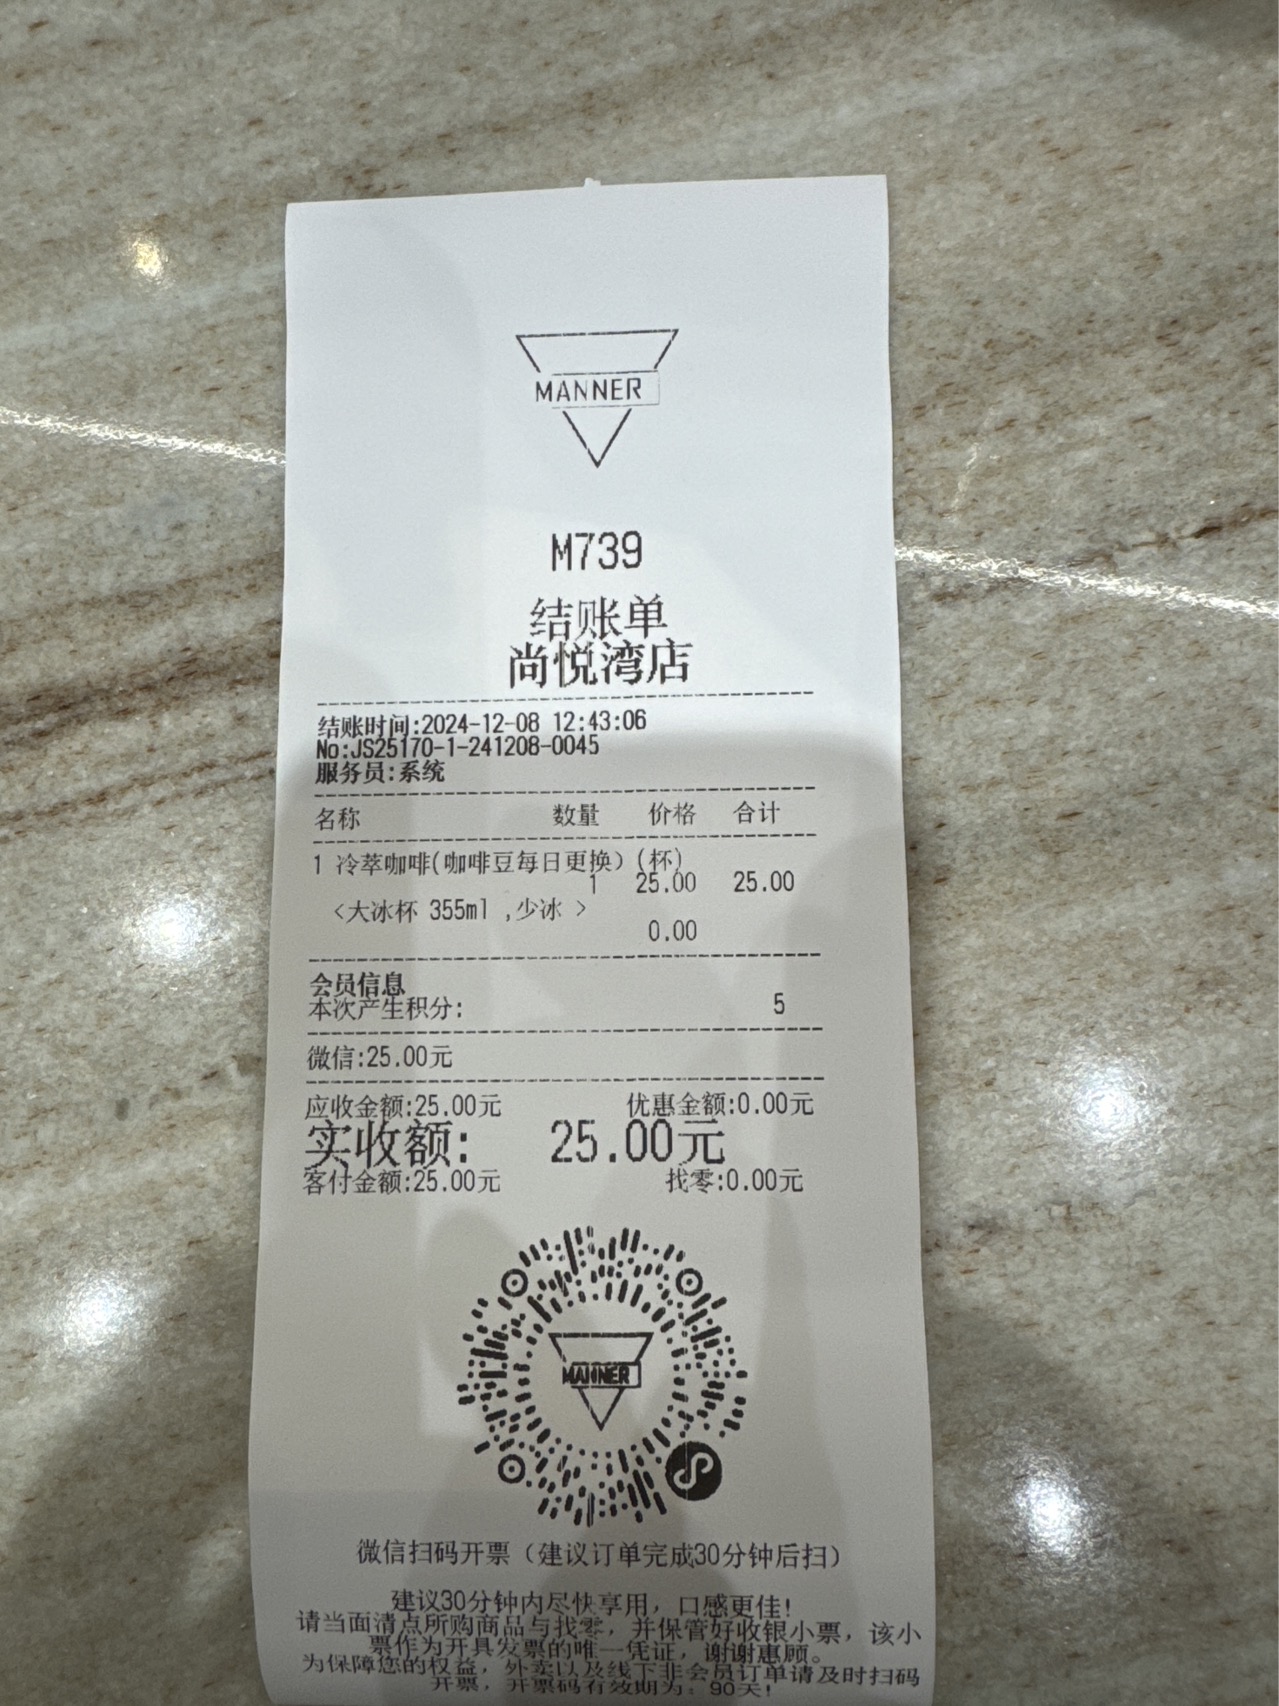 MANNER
M739
结账单
尚悦湾店
结账时间:2024-12-08 12:43:06
No:JS25170-1-241208-0045
服务员:系统
名称 数量 价格 合计
1 冷萃咖啡(咖啡豆每日更换) (杯)
1 25.00 25.00
<大冰杯 355ml ,少冰 >
0.00
会员信息
本次产生积分: 5
微信:25.00元
应收金额:25.00元 优惠金额:0.00元
实收额: 25.00元
客付金额:25.00元 找零:0.00元
MANNER
微信扫码开票（建议订单完成30分钟后扫）
建议30分钟内尽快享用，口感更佳!
请当面清点所购商品与找零，并保管好收银小票，该小
票作为开具发票的唯一凭证，谢谢惠顾。
为保障您的权益，外卖以及线下非会员订单请及时扫码
开票，开票码有效期为：90天!